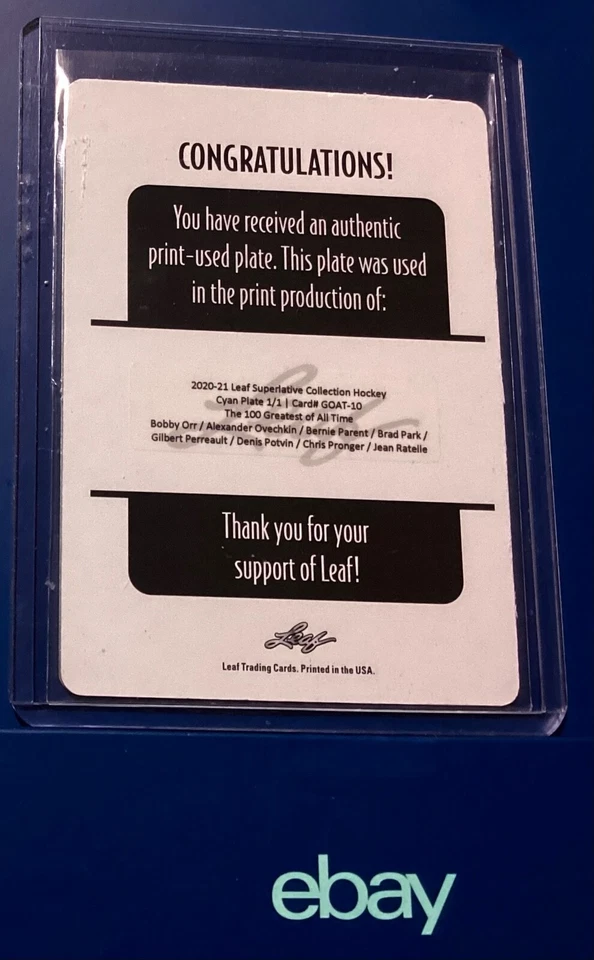 CONGRATULATIONS!
You have received an authentic
print-used plate. This plate was used
in the print production of:
2020-21 Leaf Superlative Collection Hockey
Cyan Plate 1/1 | Card# GOAT-10
The 100 Greatest of All Time
Bobby Orr / Alexander Ovechkin / Bernie Parent / Brad Park /
Gilbert Perreault / Denis Potvin / Chris Pronger / Jean Ratelle
Thank you for your
support of Leaf!
Leaf
Leaf Trading Cards. Printed in the USA.
ebay